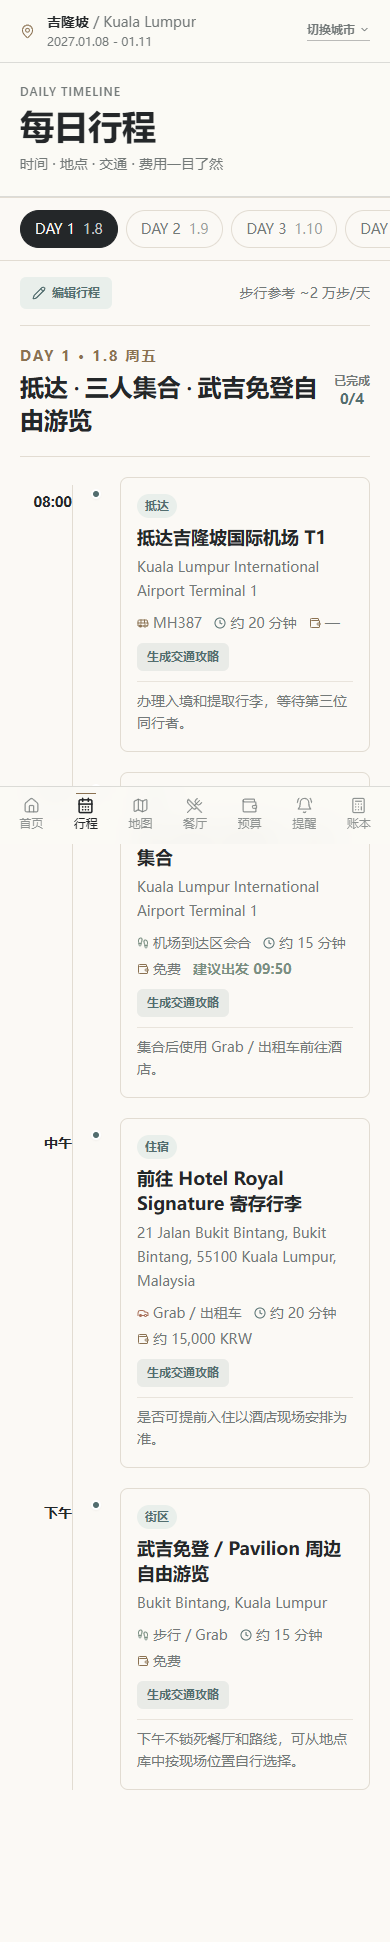 吉隆坡 / Kuala Lumpur
2027.01.08 - 01.11
切换城市
DAILY TIMELINE
每日行程
时间 · 地点 · 交通 · 费用一目了然
DAY 1 1.8
DAY 2 1.9
DAY 3 1.10
DAY
编辑行程
步行参考 ~2 万步/天
DAY 1 • 1.8 周五
抵达 · 三人集合 · 武吉免登自
由游览
已完成
0/4
08:00
抵达
抵达吉隆坡国际机场 T1
Kuala Lumpur International
Airport Terminal 1
MH387 约 20 分钟 —
生成交通攻略
办理入境和提取行李，等待第三位
同行者。
首页
行程
地图
餐厅
预算
提醒
账本
集合
Kuala Lumpur International
Airport Terminal 1
机场到达区会合 约 15 分钟
免费 建议出发 09:50
生成交通攻略
集合后使用 Grab / 出租车前往酒
店。
中午
住宿
前往 Hotel Royal
Signature 寄存行李
21 Jalan Bukit Bintang, Bukit
Bintang, 55100 Kuala Lumpur,
Malaysia
Grab / 出租车 约 20 分钟
约 15,000 KRW
生成交通攻略
是否可提前入住以酒店现场安排为
准。
下午
街区
武吉免登 / Pavilion 周边
自由游览
Bukit Bintang, Kuala Lumpur
步行 / Grab 约 15 分钟
免费
生成交通攻略
下午不锁死餐厅和路线，可从地点
库中按现场位置自行选择。